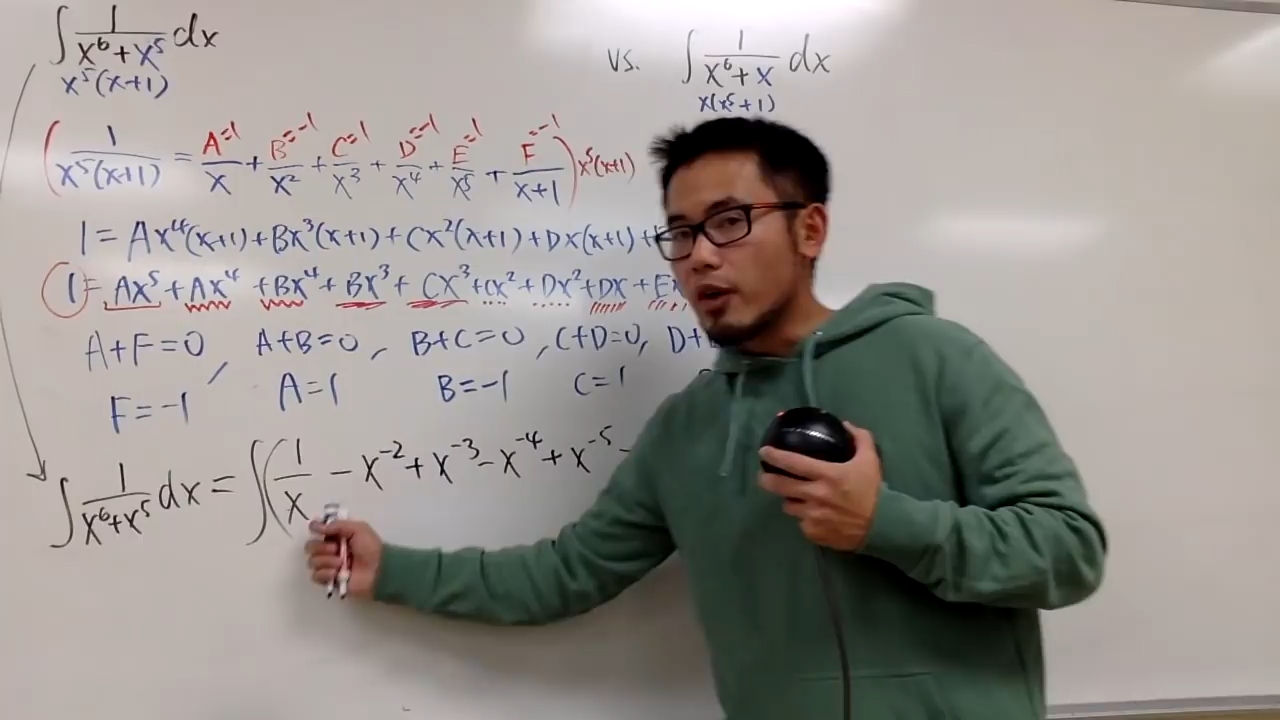 ∫ 1/(x⁶+x⁵) dx
x⁵(x+1)
vs. ∫ 1/(x⁶+x) dx
x(x⁵+1)
(1/(x⁵(x+1)) = A/x + B/x² + C/x³ + D/x⁴ + E/x⁵ + F/(x+1)) x⁵(x+1)
=1 =-1 =1 =-1 =1 =-1
1 = Ax⁴(x+1) + Bx³(x+1) + Cx²(x+1) + Dx(x+1) +
1 = Ax⁵ + Ax⁴ + Bx⁴ + Bx³ + Cx³ + Cx² + Dx² + Dx + Ex
A+F=0, A+B=0, B+C=0, C+D=0, D+
F=-1 A=1 B=-1 C=1
∫ 1/(x⁶+x⁵) dx = ∫(1/x - x⁻² + x⁻³ - x⁻⁴ + x⁻⁵ -